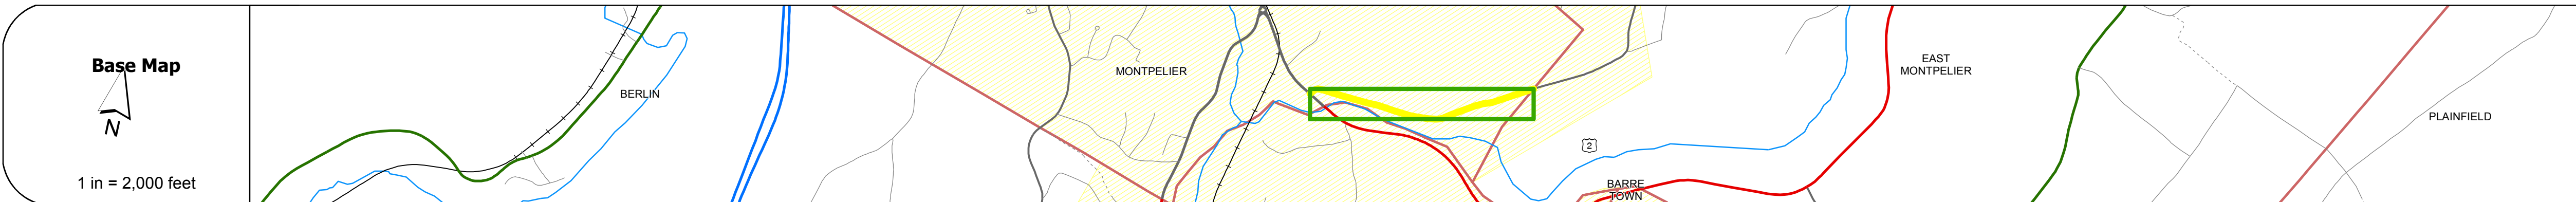 Base Map
N
1 in = 2,000 feet
BERLIN
MONTPELIER
2
BARRE
TOWN
EAST
MONTPELIER
PLAINFIELD